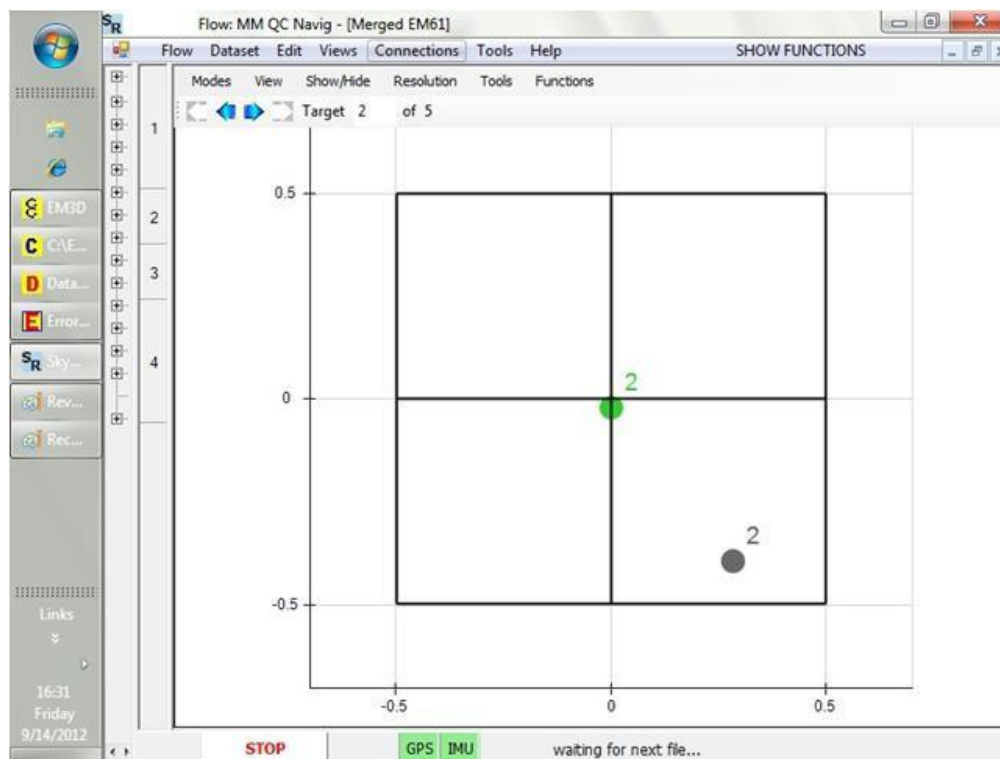 SR Flow: MM QC Navig - [Merged EM61]
Flow Dataset Edit Views Connections Tools Help SHOW FUNCTIONS
Modes View Show/Hide Resolution Tools Functions
Target 2 of 5
1
2
3
4
EM3D
C C:\E...
D Data...
E Error...
SR Sky...
Rev...
Rec...
Links
16:31
Friday
9/14/2012
0.5
0
-0.5
2
2
-0.5 0 0.5
STOP GPS IMU waiting for next file...